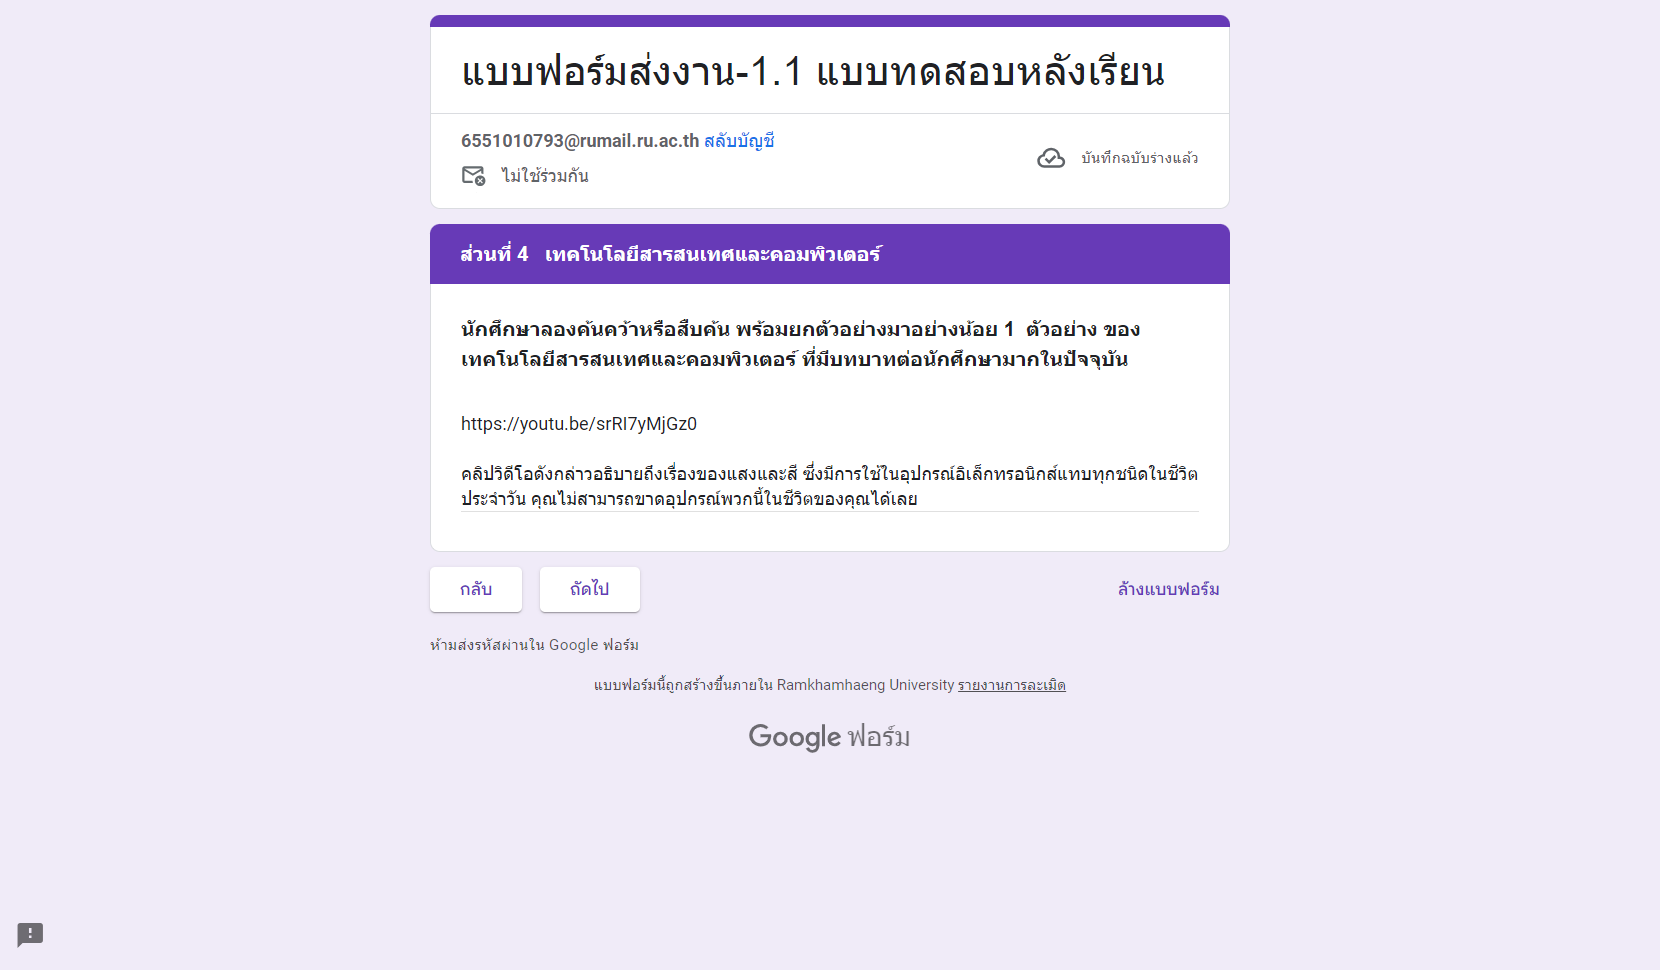 แบบฟอร์มส่งงาน-1.1 แบบทดสอบหลังเรียน
6551010793@rumail.ru.ac.th สลับบัญชี
ไม่ใช้ร่วมกัน
บันทึกฉบับร่างแล้ว
ส่วนที่ 4 เทคโนโลยีสารสนเทศและคอมพิวเตอร์
นักศึกษาลองค้นคว้าหรือสืบค้น พร้อมยกตัวอย่างมาอย่างน้อย 1 ตัวอย่าง ของ
เทคโนโลยีสารสนเทศและคอมพิวเตอร์ ที่มีบทบาทต่อนักศึกษามากในปัจจุบัน
https://youtu.be/srRI7yMjGz0
คลิปวิดีโอดังกล่าวอธิบายถึงเรื่องของแสงและสี ซึ่งมีการใช้ในอุปกรณ์อิเล็กทรอนิกส์แทบทุกชนิดในชีวิต
ประจำวัน คุณไม่สามารถขาดอุปกรณ์พวกนี้ในชีวิตของคุณได้เลย
กลับ
ถัดไป
ล้างแบบฟอร์ม
ห้ามส่งรหัสผ่านใน Google ฟอร์ม
แบบฟอร์มนี้ถูกสร้างขึ้นภายใน Ramkhamhaeng University รายงานการละเมิด
Google ฟอร์ม